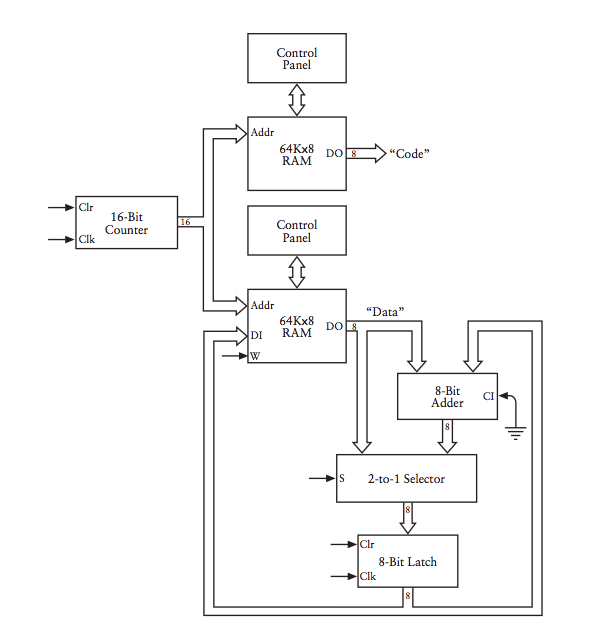 Control
Panel
Addr
64Kx8
RAM
DO
8
“Code”
Clr
16-Bit
Counter
Clk
16
Control
Panel
Addr
64Kx8
RAM
DO
8
“Data”
DI
W
8-Bit
Adder
CI
8
S
2-to-1 Selector
8
Clr
8-Bit Latch
Clk
8